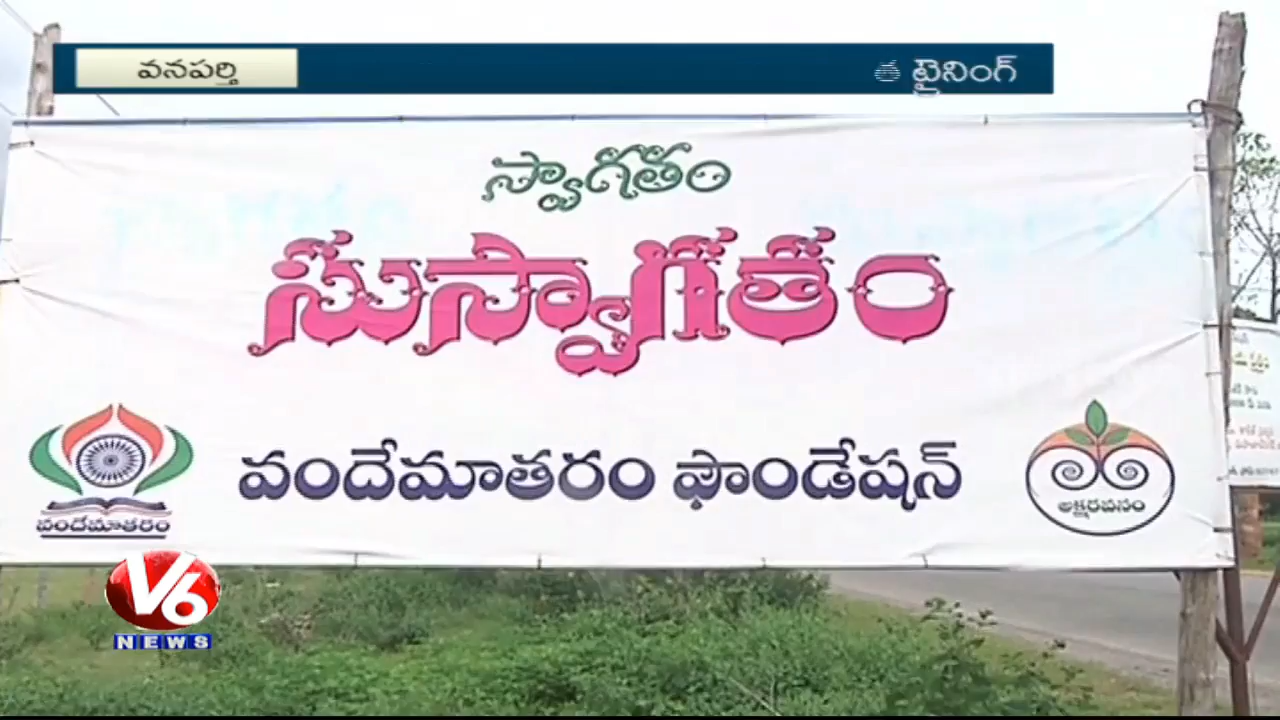 వనపర్తి
త ట్రైనింగ్
స్వాగతం
సుస్వాగతం
వందేమాతరం ఫౌండేషన్
వందేమాతరం
అక్షరవనం
V6
NEWS